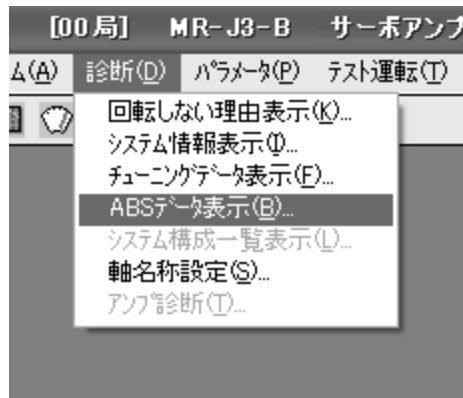 [00局] MR-J3-B サーボアンプ
ム(A) 診断(D) パラメータ(P) テスト運転(T)
回転しない理由表示(K)...
システム情報表示(I)...
チューニングデータ表示(F)...
ABSデータ表示(B)...
システム構成一覧表示(L)...
軸名称設定(S)...
アンプ診断(T)...